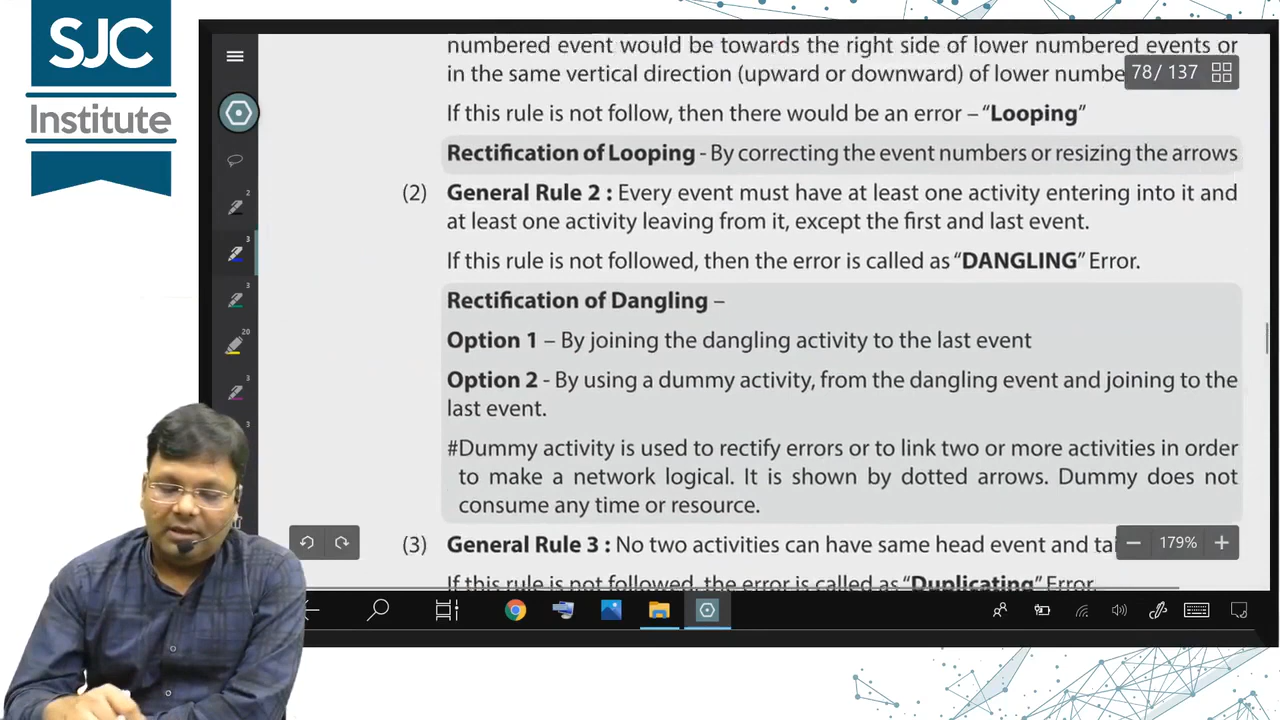 SJC
Institute
numbered event would be towards the right side of lower numbered events or
in the same vertical direction (upward or downward) of lower numbe
78/ 137
If this rule is not follow, then there would be an error – “Looping”
Rectification of Looping - By correcting the event numbers or resizing the arrows
(2) General Rule 2 : Every event must have at least one activity entering into it and
at least one activity leaving from it, except the first and last event.
If this rule is not followed, then the error is called as “DANGLING” Error.
Rectification of Dangling –
Option 1 – By joining the dangling activity to the last event
Option 2 - By using a dummy activity, from the dangling event and joining to the
last event.
#Dummy activity is used to rectify errors or to link two or more activities in order
to make a network logical. It is shown by dotted arrows. Dummy does not
consume any time or resource.
(3) General Rule 3 : No two activities can have same head event and tai
179%
If this rule is not followed, the error is called as “Duplicating” Error.
2
3
3
20
3
3